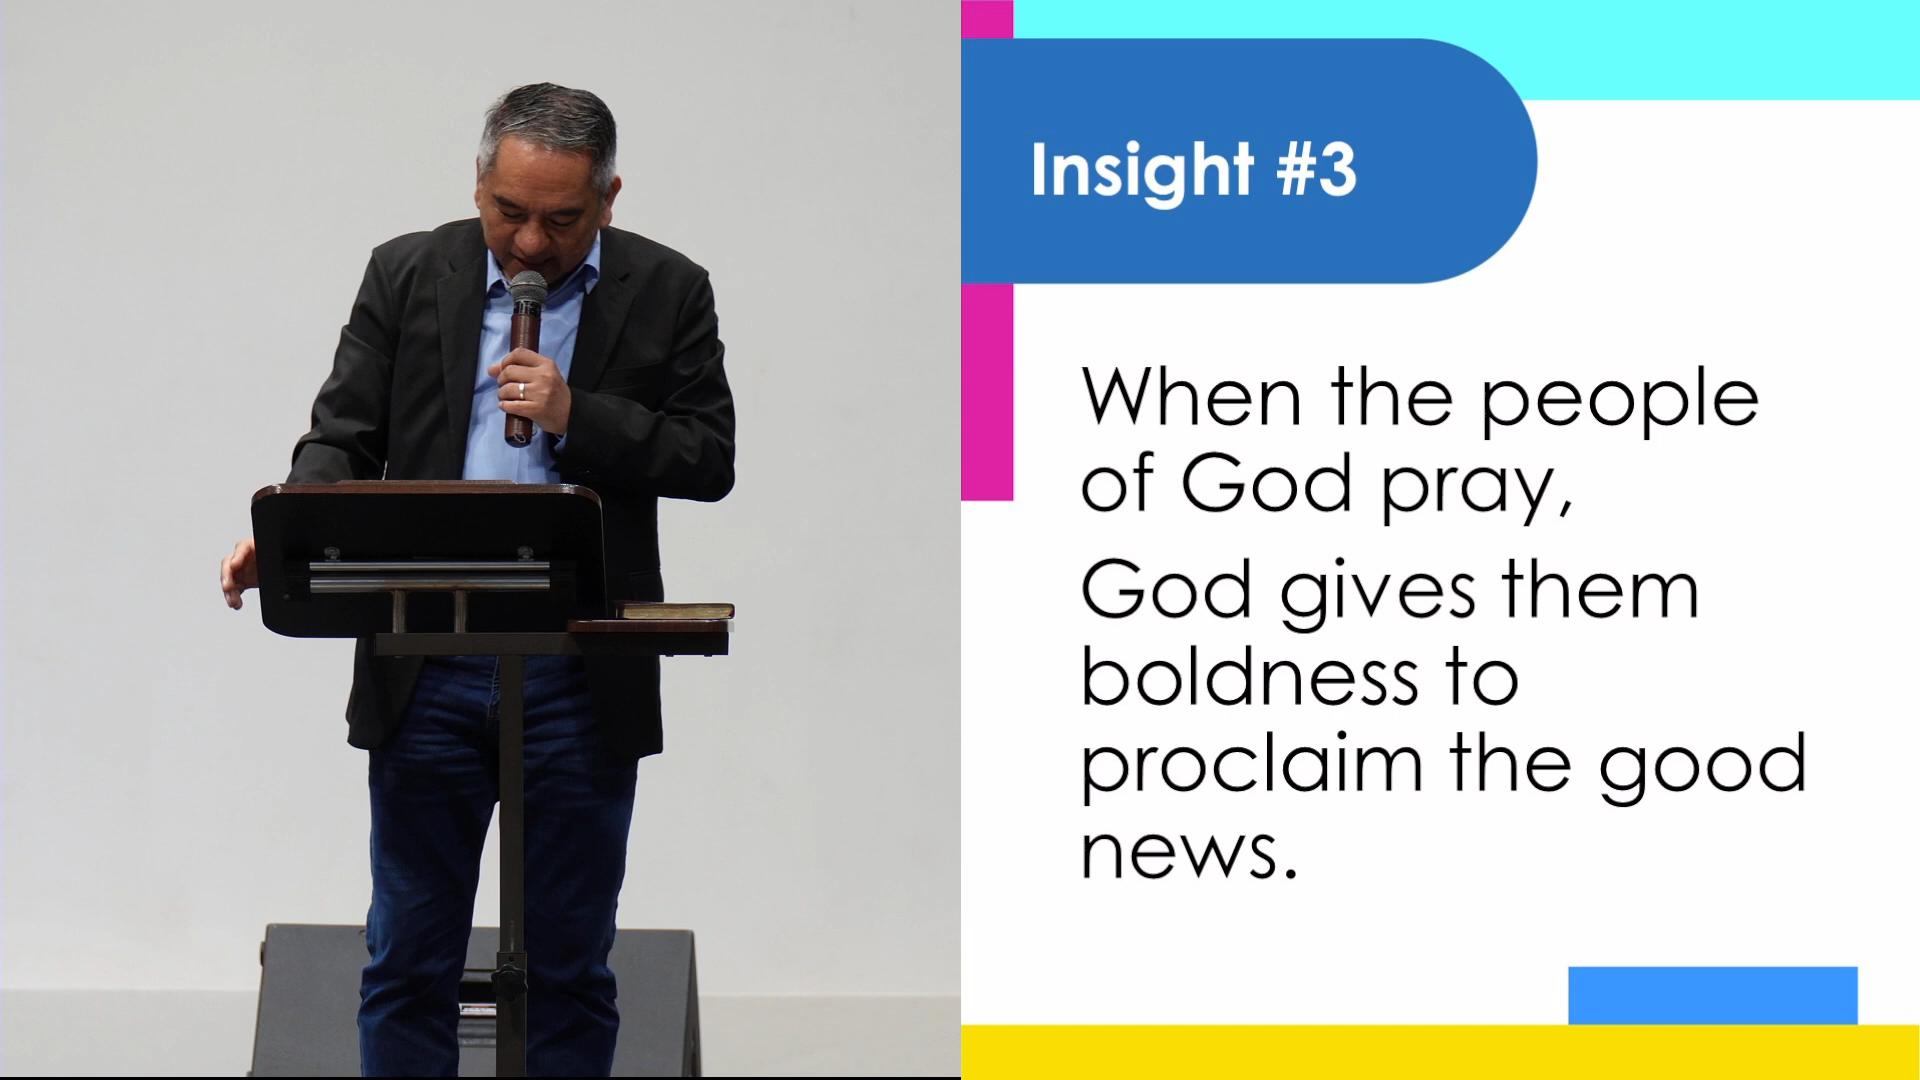 Insight #3
When the people
of God pray,
God gives them
boldness to
proclaim the good
news.